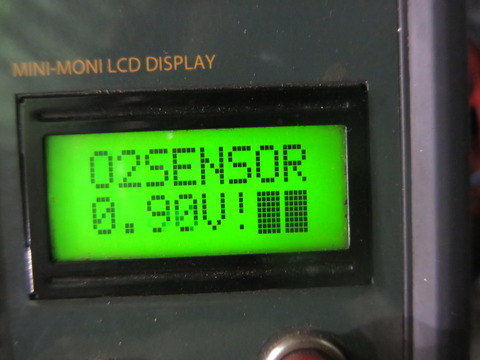 MINI-MONI LCD DISPLAY
O2SENSOR
0.90V!